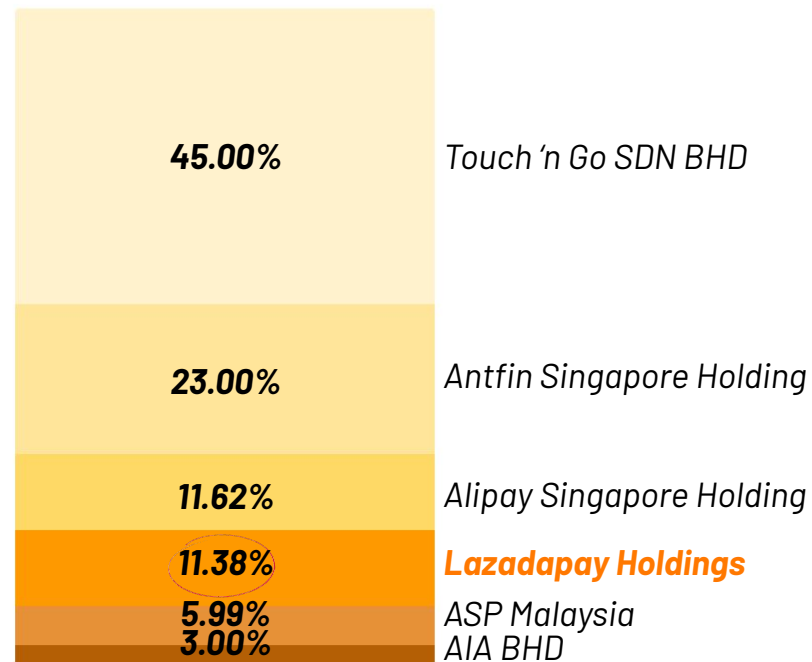 45.00% Touch ‘n Go SDN BHD
23.00% Antfin Singapore Holding
11.62% Alipay Singapore Holding
11.38% Lazadapay Holdings
5.99% ASP Malaysia
3.00% AIA BHD